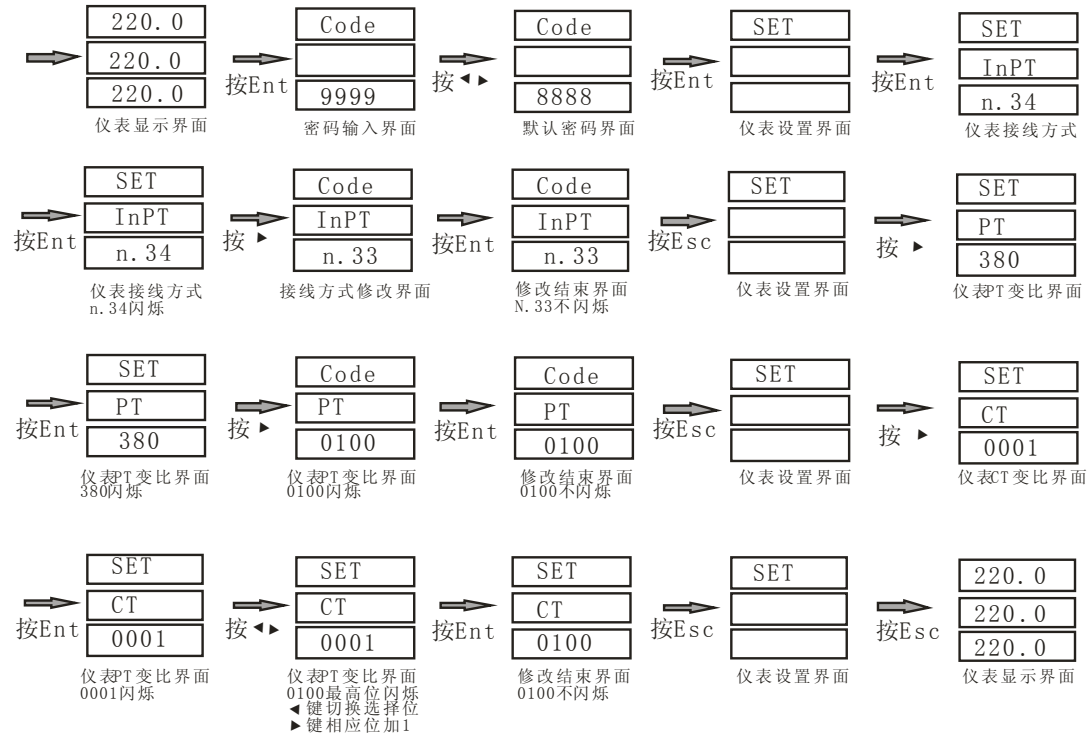 220.0
220.0
220.0
仪表显示界面
按Ent
Code
9999
密码输入界面
按◀ ▶
Code
8888
默认密码界面
按Ent
SET
仪表设置界面
按Ent
SET
InPT
n.34
仪表接线方式
按Ent
SET
InPT
n.34
仪表接线方式
n.34闪烁
按 ▶
Code
InPT
n.33
接线方式修改界面
按Ent
Code
InPT
n.33
修改结束界面
N.33不闪烁
按Esc
SET
仪表设置界面
按 ▶
SET
PT
380
仪表PT变比界面
按Ent
SET
PT
380
仪表PT变比界面
380闪烁
按 ▶
Code
PT
0100
仪表PT变比界面
0100闪烁
按Ent
Code
PT
0100
修改结束界面
0100不闪烁
按Esc
SET
仪表设置界面
按 ▶
SET
CT
0001
仪表CT变比界面
按Ent
SET
CT
0001
仪表PT变比界面
0001闪烁
按◀▶
SET
CT
0001
仪表PT变比界面
0100最高位闪烁
◀键切换选择位
▶键相应位加1
按Ent
SET
CT
0100
修改结束界面
0100不闪烁
按Esc
SET
仪表设置界面
按Esc
220.0
220.0
220.0
仪表显示界面